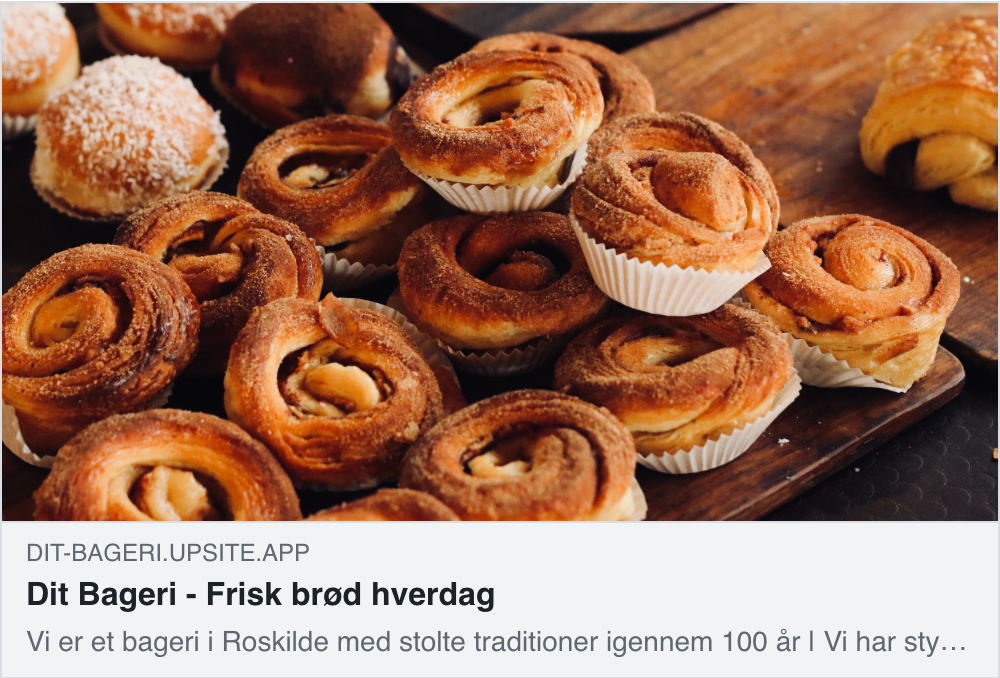 DIT-BAGERI.UPSITE.APP
Dit Bageri - Frisk brød hverdag
Vi er et bageri i Roskilde med stolte traditioner igennem 100 år | Vi har sty…